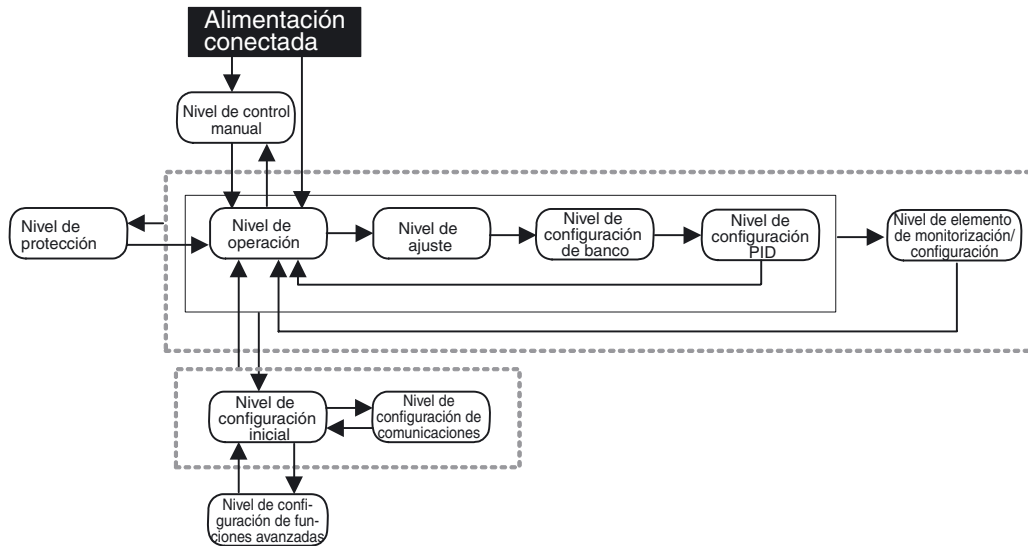 Alimentación
conectada
Nivel de control
manual
Nivel de
protección
Nivel de
operación
Nivel de
ajuste
Nivel de
configuración
de banco
Nivel de
configuración
PID
Nivel de elemento
de monitorización/
configuración
Nivel de
configuración
inicial
Nivel de
configuración de
comunicaciones
Nivel de confi-
guración de fun-
ciones avanzadas